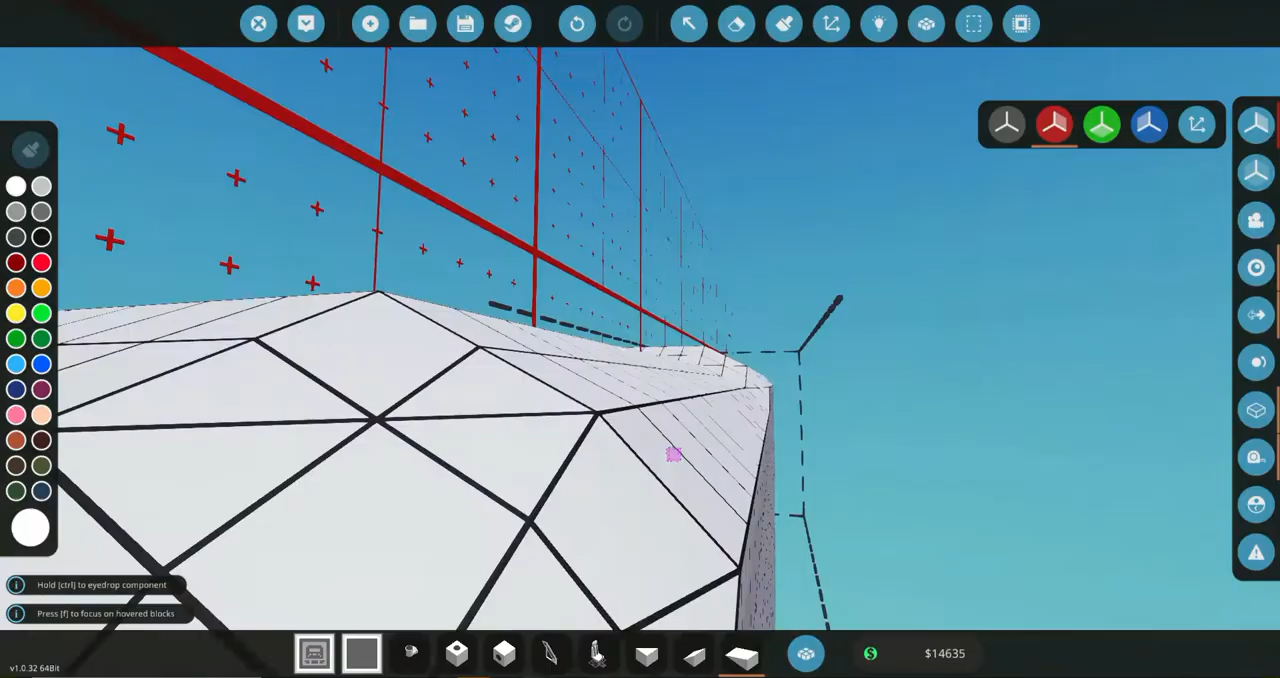 Hold [ctrl] to eyedrop component
Press [f] to focus on hovered blocks
v1.0.32 64Bit
$
$14635